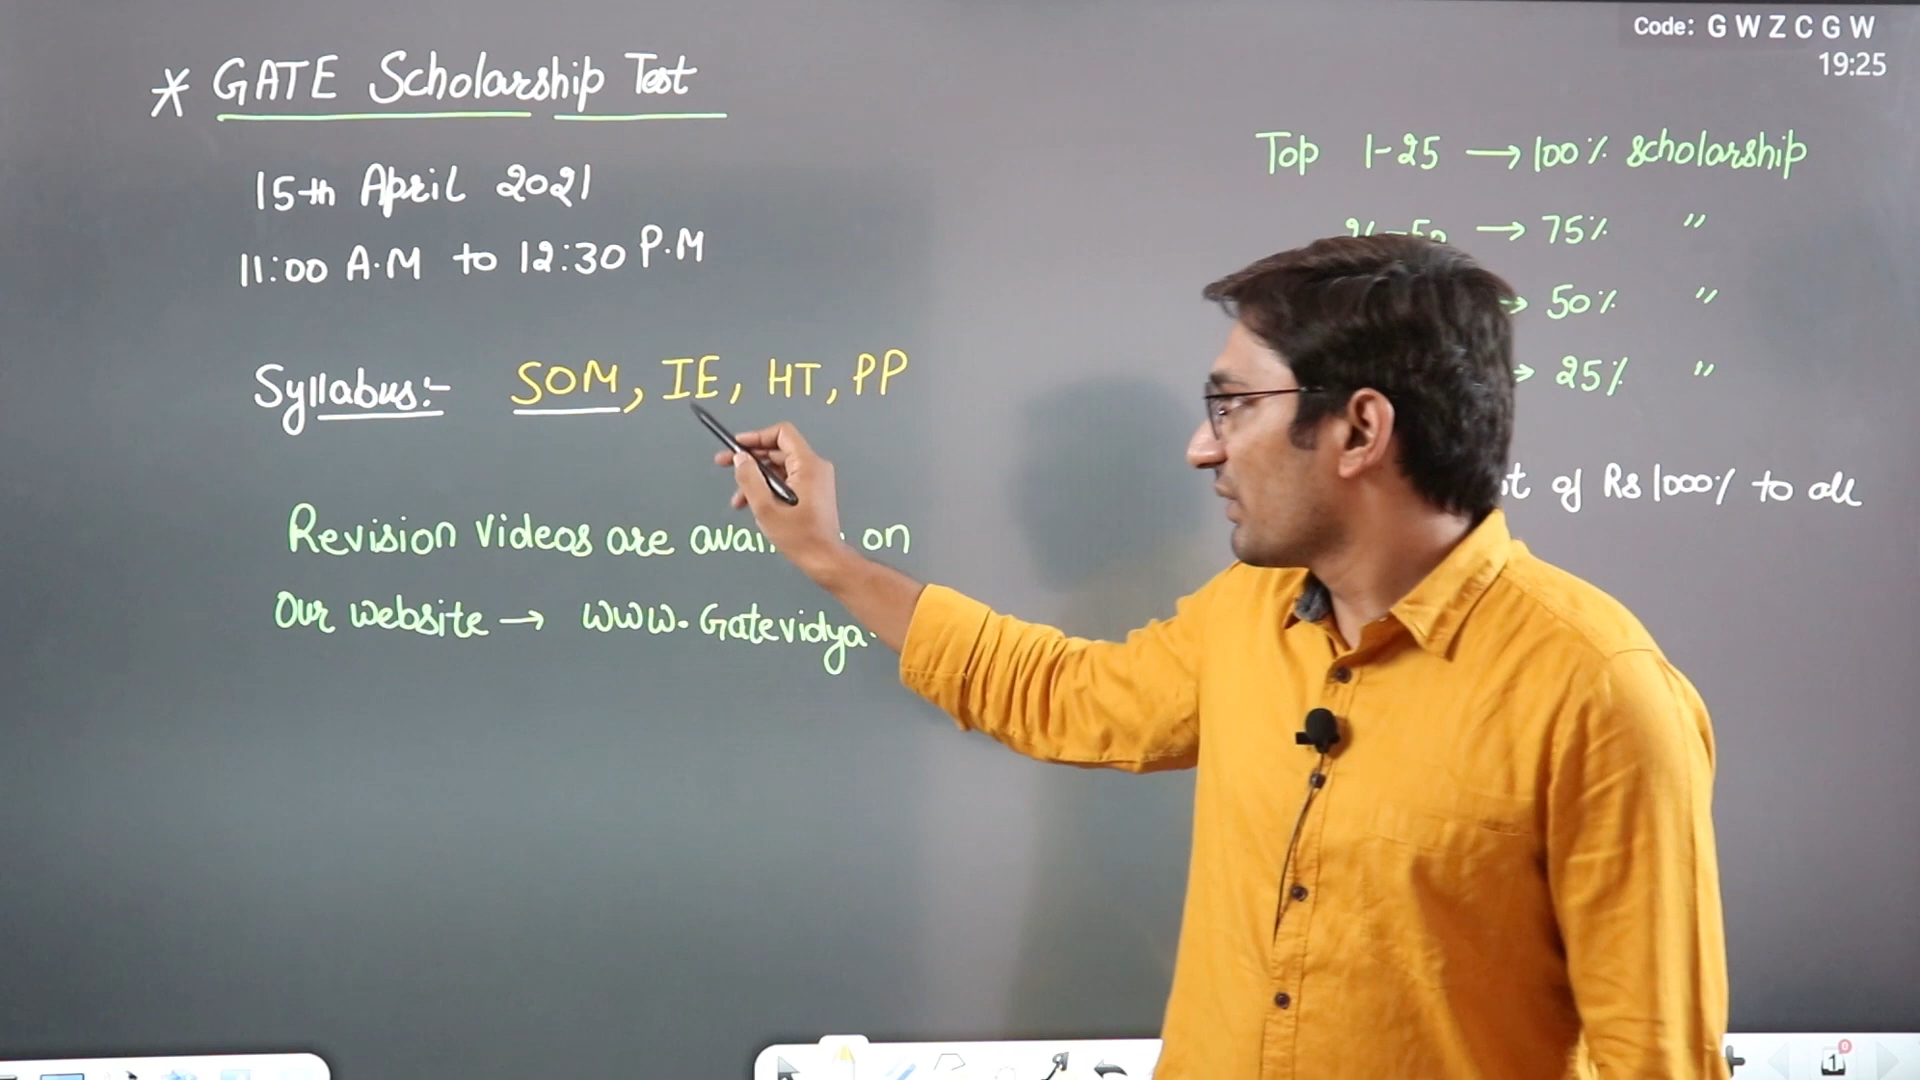 Code: G W Z C G W
19:25
* GATE Scholarship Test
15th April 2021
11:00 A.M to 12:30 P.M
Syllabus:- SOM, IE, HT, PP
Revision videos are on
Our website → www.Gatevidya.
Top 1-25 → 100% scholarship
→ 75% "
→ 50% "
→ 25% "
of Rs 1000/ to all
1